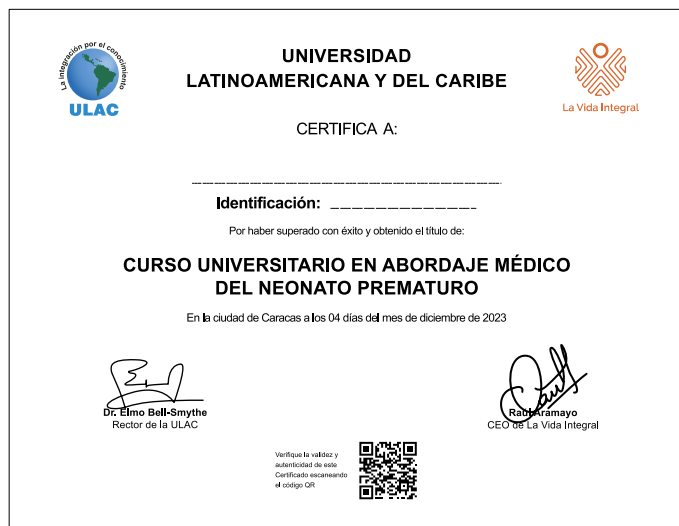 La integración por el conocimiento
ULAC
UNIVERSIDAD
LATINOAMERICANA Y DEL CARIBE
La Vida Integral
CERTIFICA A:
Identificación:
Por haber superado con éxito y obtenido el título de:
CURSO UNIVERSITARIO EN ABORDAJE MÉDICO
DEL NEONATO PREMATURO
En la ciudad de Caracas a los 04 días del mes de diciembre de 2023
Dr. Elmo Bell-Smythe
Rector de la ULAC
Raúl Aramayo
CEO de La Vida Integral
Verifique la validez y
autenticidad de este
Certificado escaneando
el código QR